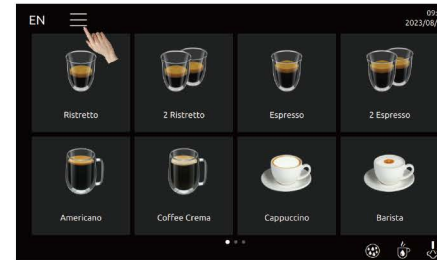 EN
09:
2023/08/
Ristretto
2 Ristretto
Espresso
2 Espresso
Americano
Coffee Crema
Cappuccino
Barista